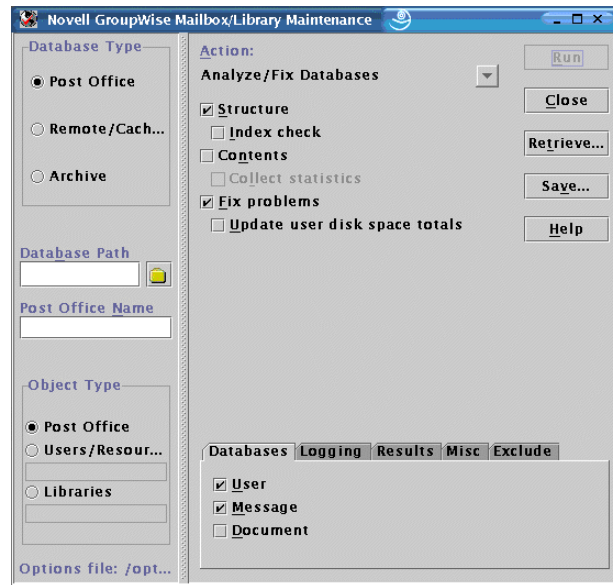 Novell GroupWise Mailbox/Library Maintenance
Database Type
Post Office
Remote/Cach...
Archive
Database Path
Post Office Name
Object Type
Post Office
Users/Resour...
Libraries
Options file: /opt...
Action:
Analyze/Fix Databases
Structure
Index check
Contents
Collect statistics
Fix problems
Update user disk space totals
Databases Logging Results Misc Exclude
User
Message
Document
Run
Close
Retrieve...
Save...
Help